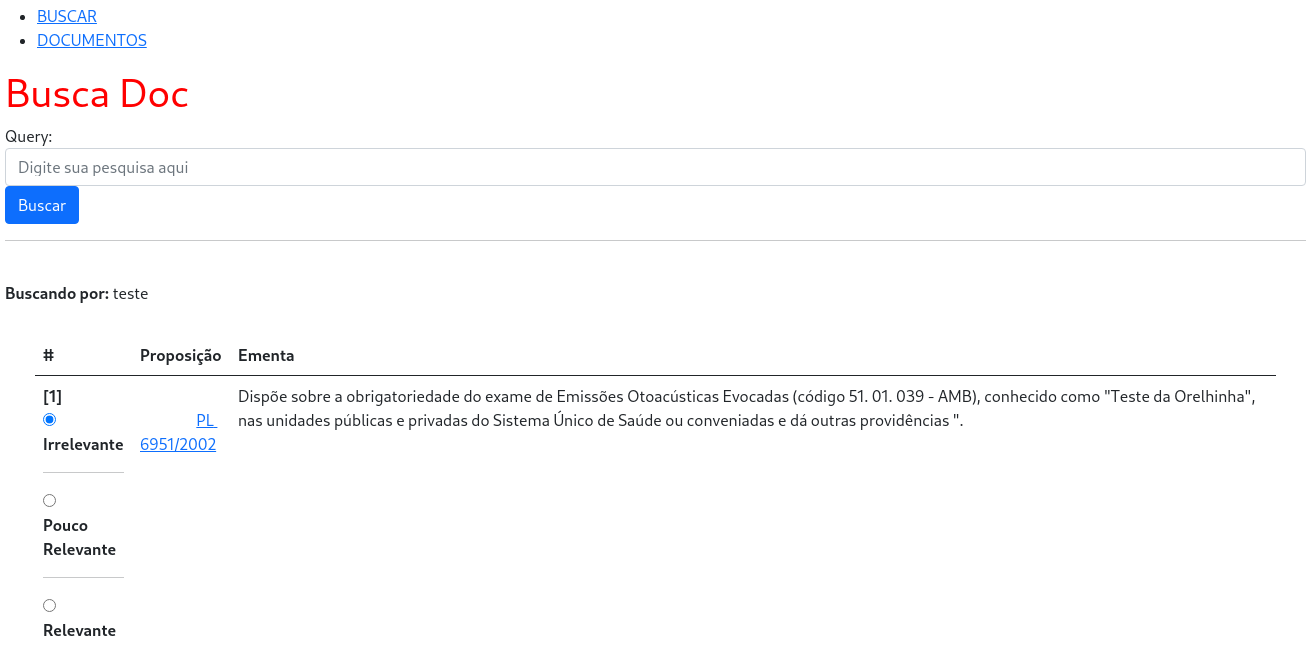 BUSCAR
DOCUMENTOS
Busca Doc
Query:
Digite sua pesquisa aqui
Buscar
Buscando por: teste
# Proposição Ementa
[1] Dispõe sobre a obrigatoriedade do exame de Emissões Otoacústicas Evocadas (código 51. 01. 039 - AMB), conhecido como "Teste da Orelhinha",
PL nas unidades públicas e privadas do Sistema Único de Saúde ou conveniadas e dá outras providências ".
Irrelevante 6951/2002
Pouco
Relevante
Relevante